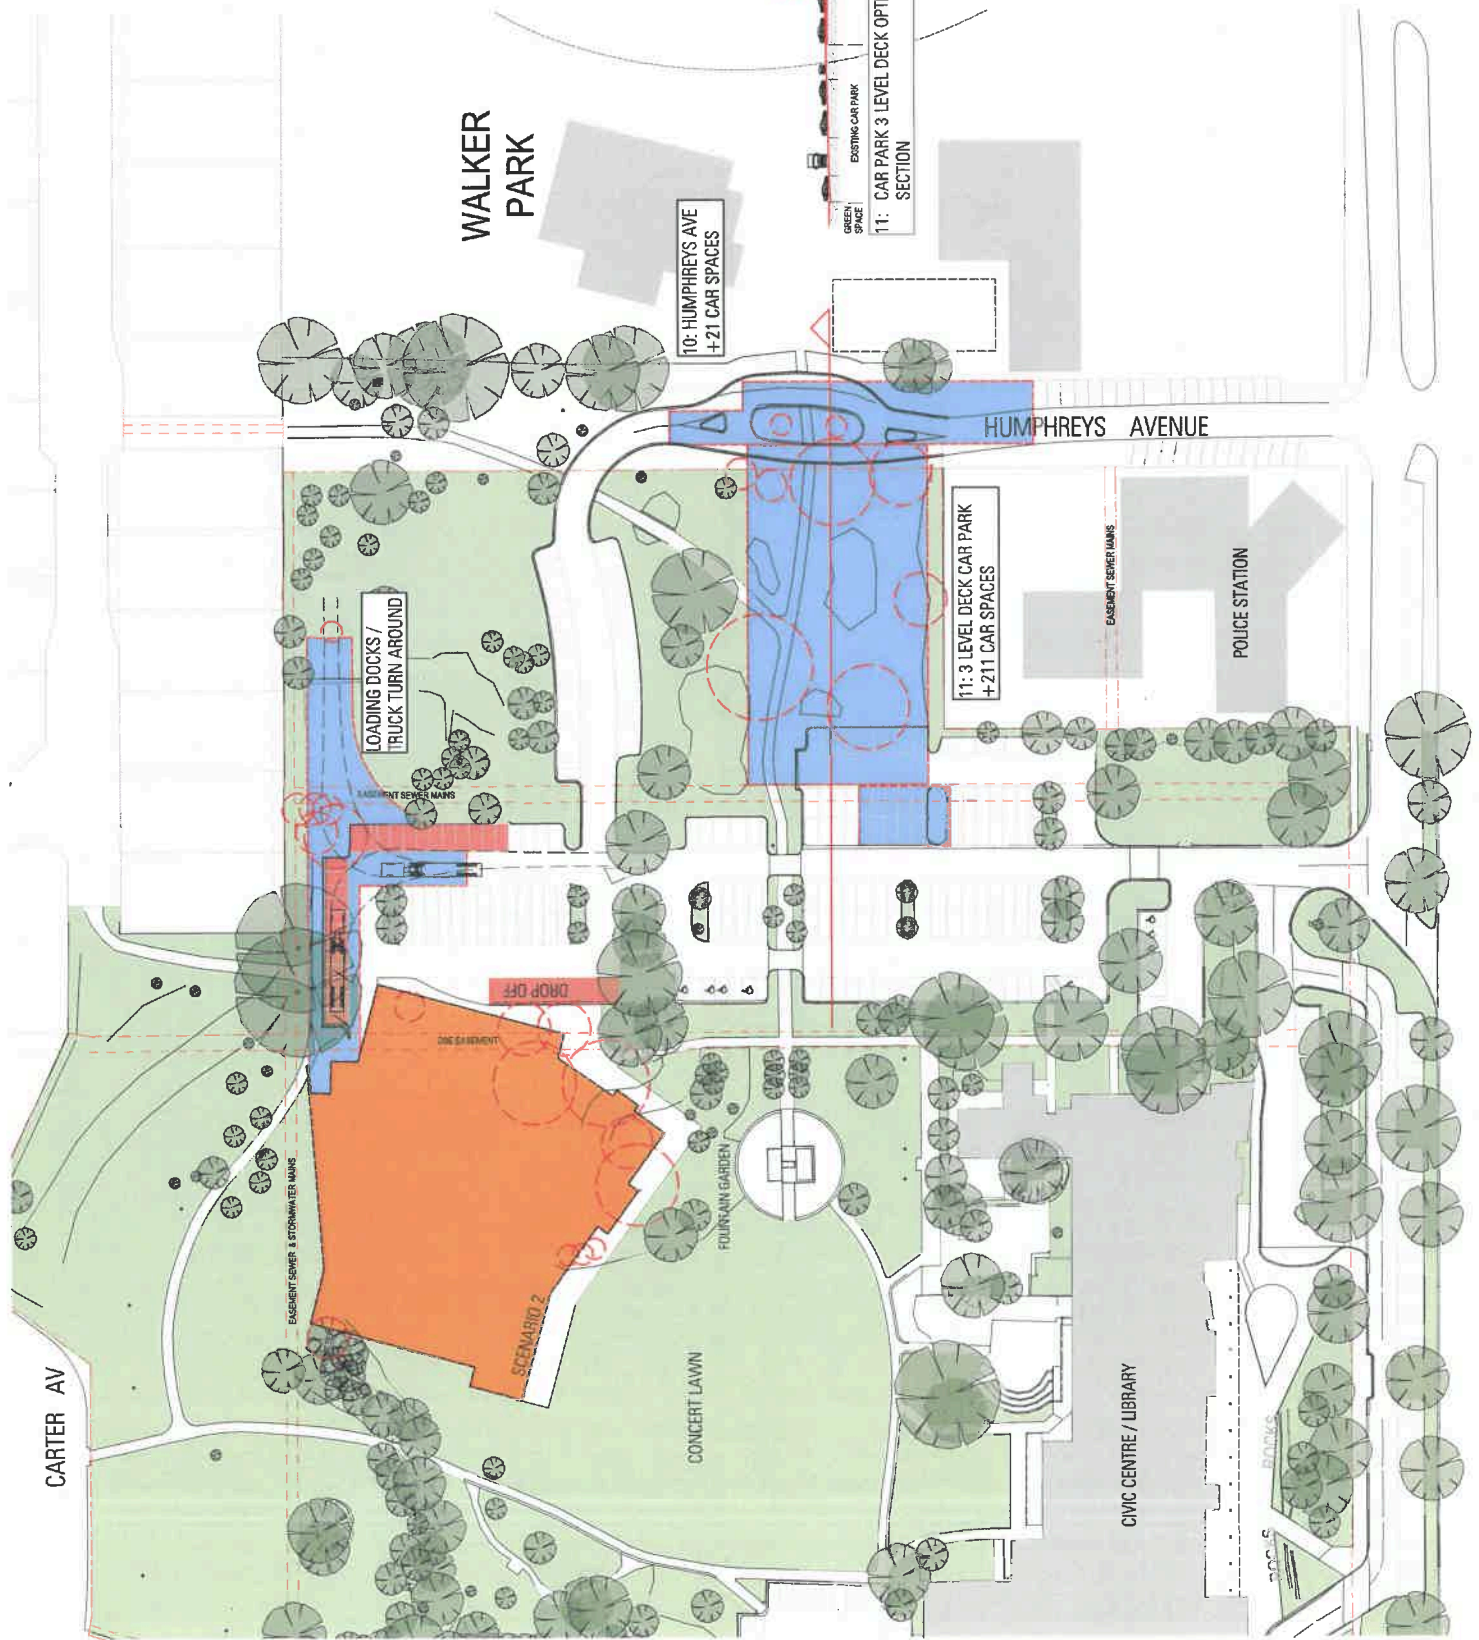 WALKER
PARK
10: HUMPHREYS AVE
+21 CAR SPACES
EXISTING CAR PARK
GREEN
SPACE
11: CAR PARK 3 LEVEL DECK OPTI
SECTION
HUMPHREYS AVENUE
LOADING DOCKS /
TRUCK TURN AROUND
EASEMENT SEWER MAINS
11: 3 LEVEL DECK CAR PARK
+211 CAR SPACES
EASEMENT SEWER MAINS
POLICE STATION
DROP OFF
EASEMENT SEWER & STORMWATER MAINS
FOUNTAIN GARDEN
SCENARIO 2
CONCERT LAWN
CARTER AV
CIVIC CENTRE / LIBRARY
ROCKS
ROCKS